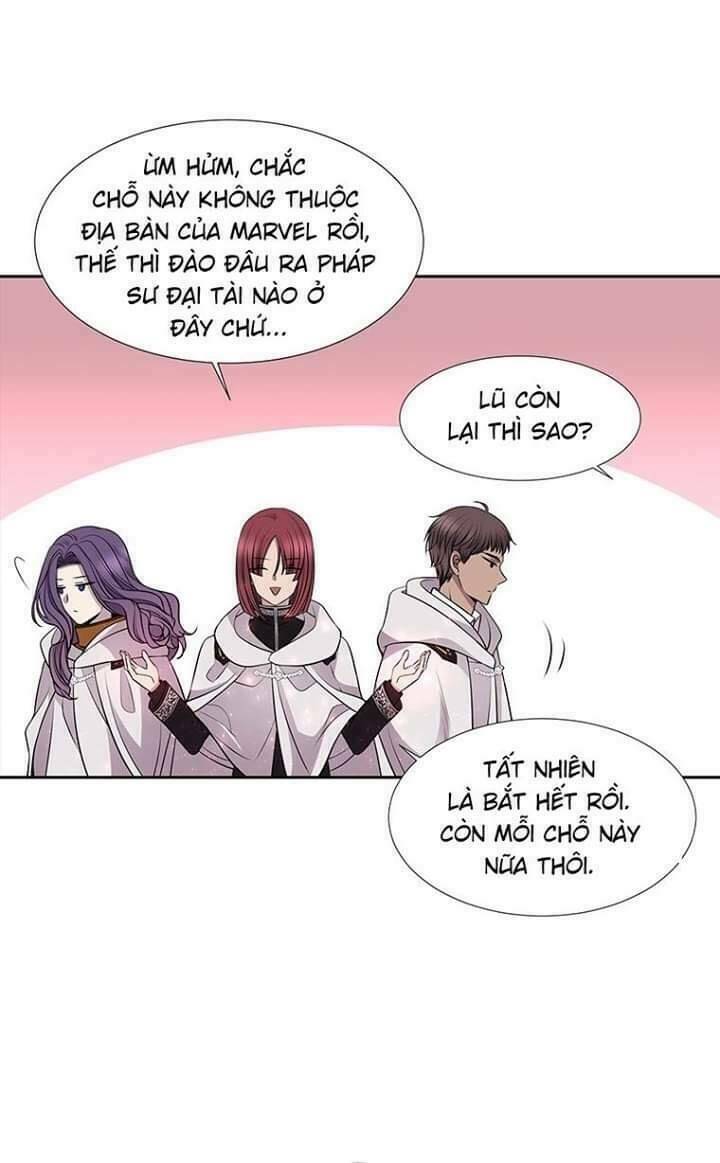 ỪM HỬM, CHẮC
CHỖ NÀY KHÔNG THUỘC
ĐỊA BÀN CỦA MARVEL RỒI,
THẾ THÌ ĐÀO ĐÂU RA PHÁP
SƯ ĐẠI TÀI NÀO Ở
ĐÂY CHỨ...
LŨ CÒN
LẠI THÌ SAO?
TẤT NHIÊN
LÀ BẮT HẾT RỒI.
CÒN MỖI CHỖ NÀY
NỮA THÔI.